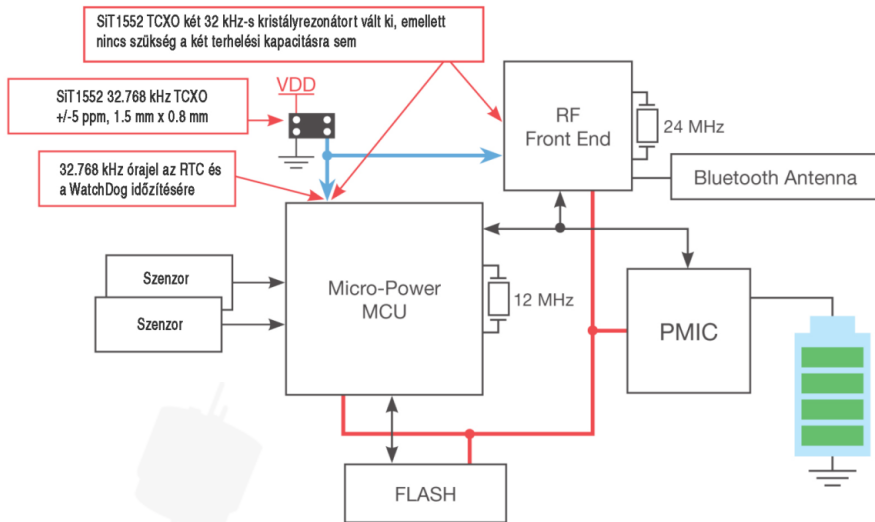 SiT1552 TCXO két 32 kHz-s kristályrezonátort vált ki, emellett
nincs szükség a két terhelési kapacitásra sem
SiT1552 32.768 kHz TCXO
+/-5 ppm, 1.5 mm x 0.8 mm
VDD
RF
Front End
24 MHz
32.768 kHz órajel az RTC és
a WatchDog időzítésére
Bluetooth Antenna
Szenzor
Szenzor
Micro-Power
MCU
12 MHz
PMIC
FLASH